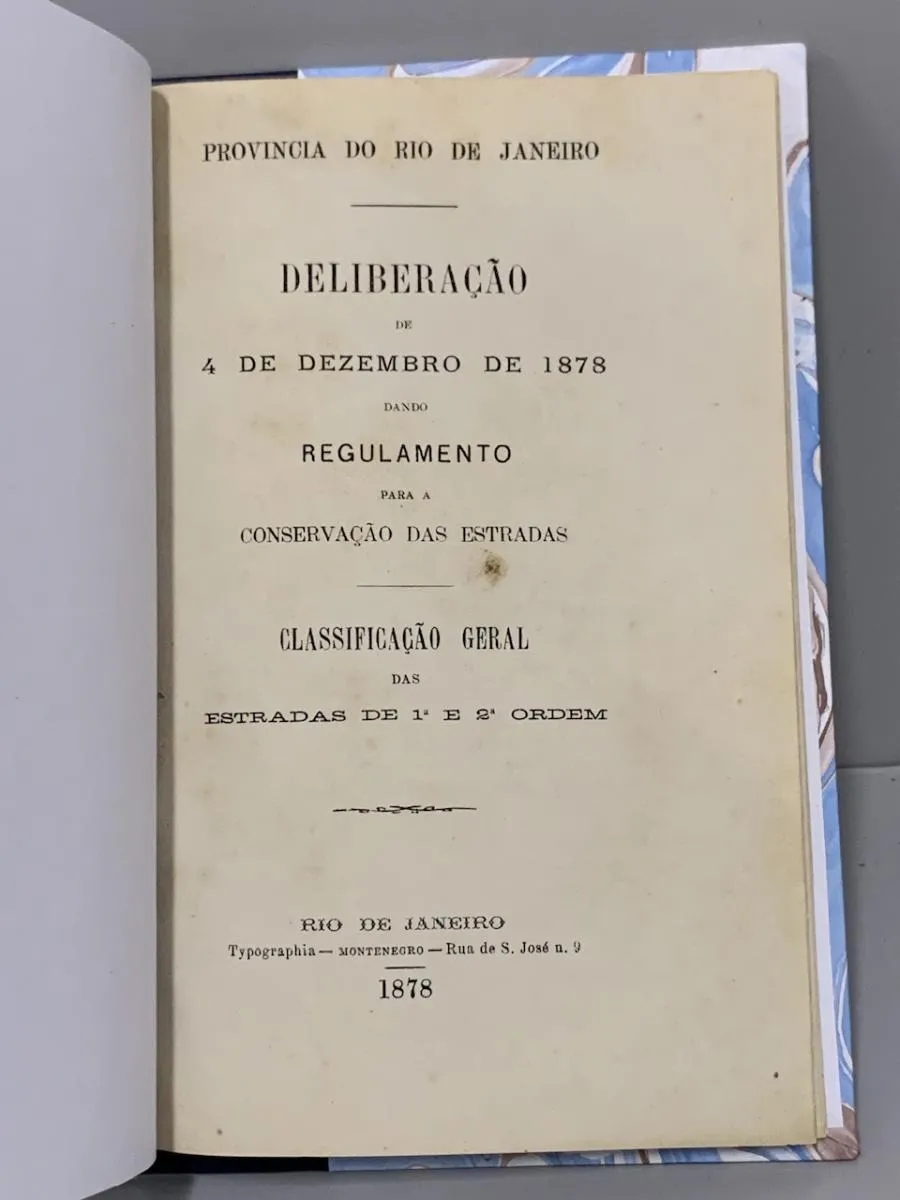 PROVINCIA DO RIO DE JANEIRO
DELIBERAÇÃO
DE
4 DE DEZEMBRO DE 1878
DANDO
REGULAMENTO
PARA A
CONSERVAÇÃO DAS ESTRADAS
CLASSIFICAÇÃO GERAL
DAS
ESTRADAS DE 1ª E 2ª ORDEM
RIO DE JANEIRO
Typographia — MONTENEGRO — Rua de S. José n. 9
1878